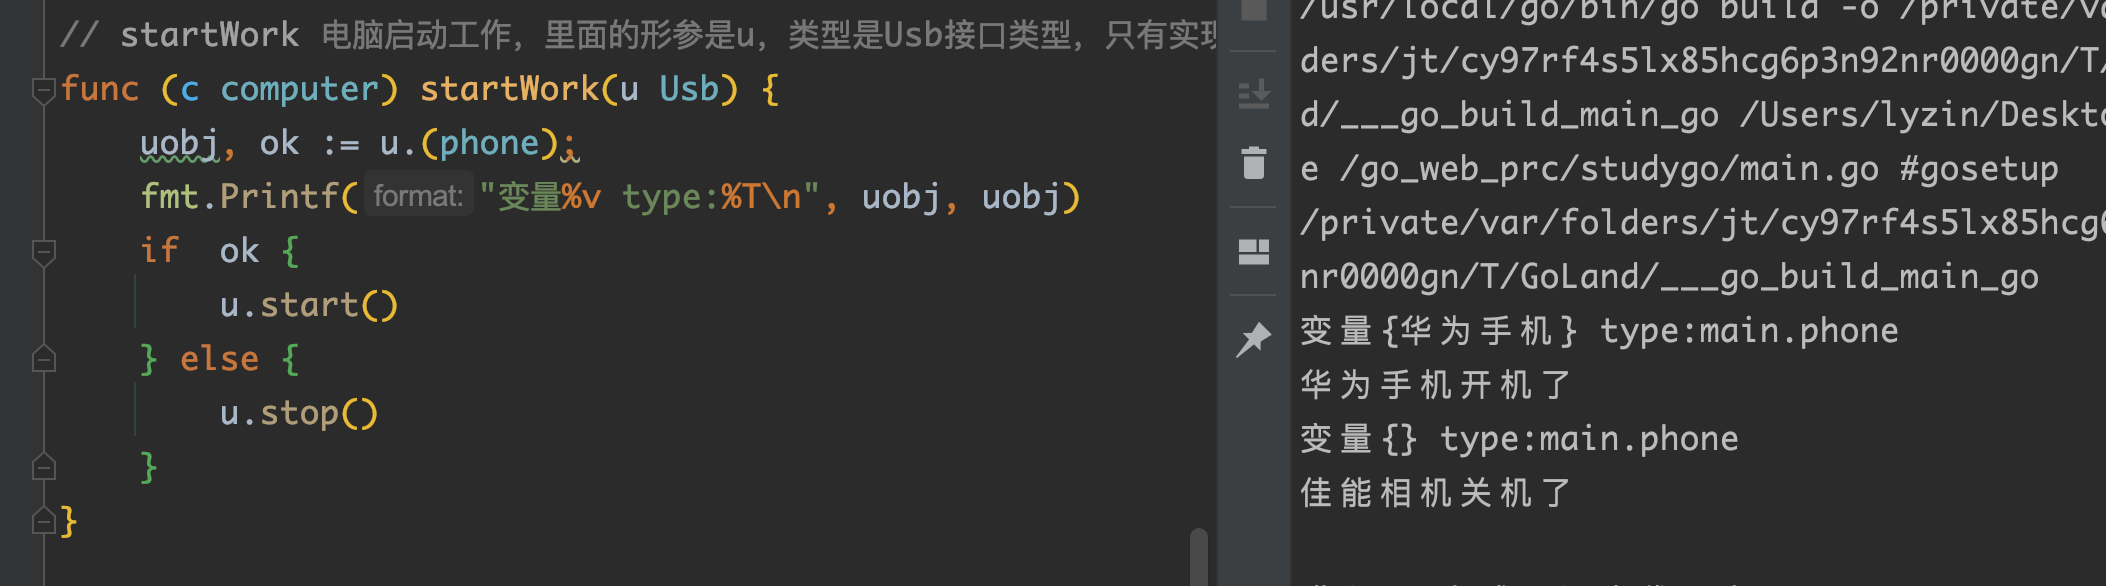 // startWork 电脑启动工作，里面的形参是u，类型是Usb接口类型，只有实现
func (c computer) startWork(u Usb) {
uobj, ok := u.(phone);
fmt.Printf( format: "变量%v type:%T\n", uobj, uobj)
if  ok {
u.start()
} else {
u.stop()
}
}
/usr/local/go/bin/go build -o /private/va
ders/jt/cy97rf4s5lx85hcg6p3n92nr0000gn/T/
d/___go_build_main_go /Users/lyzin/Deskto
e /go_web_prc/studygo/main.go #gosetup
/private/var/folders/jt/cy97rf4s5lx85hcg6
nr0000gn/T/GoLand/___go_build_main_go
变量{华为手机} type:main.phone
华为手机开机了
变量{} type:main.phone
佳能相机关机了